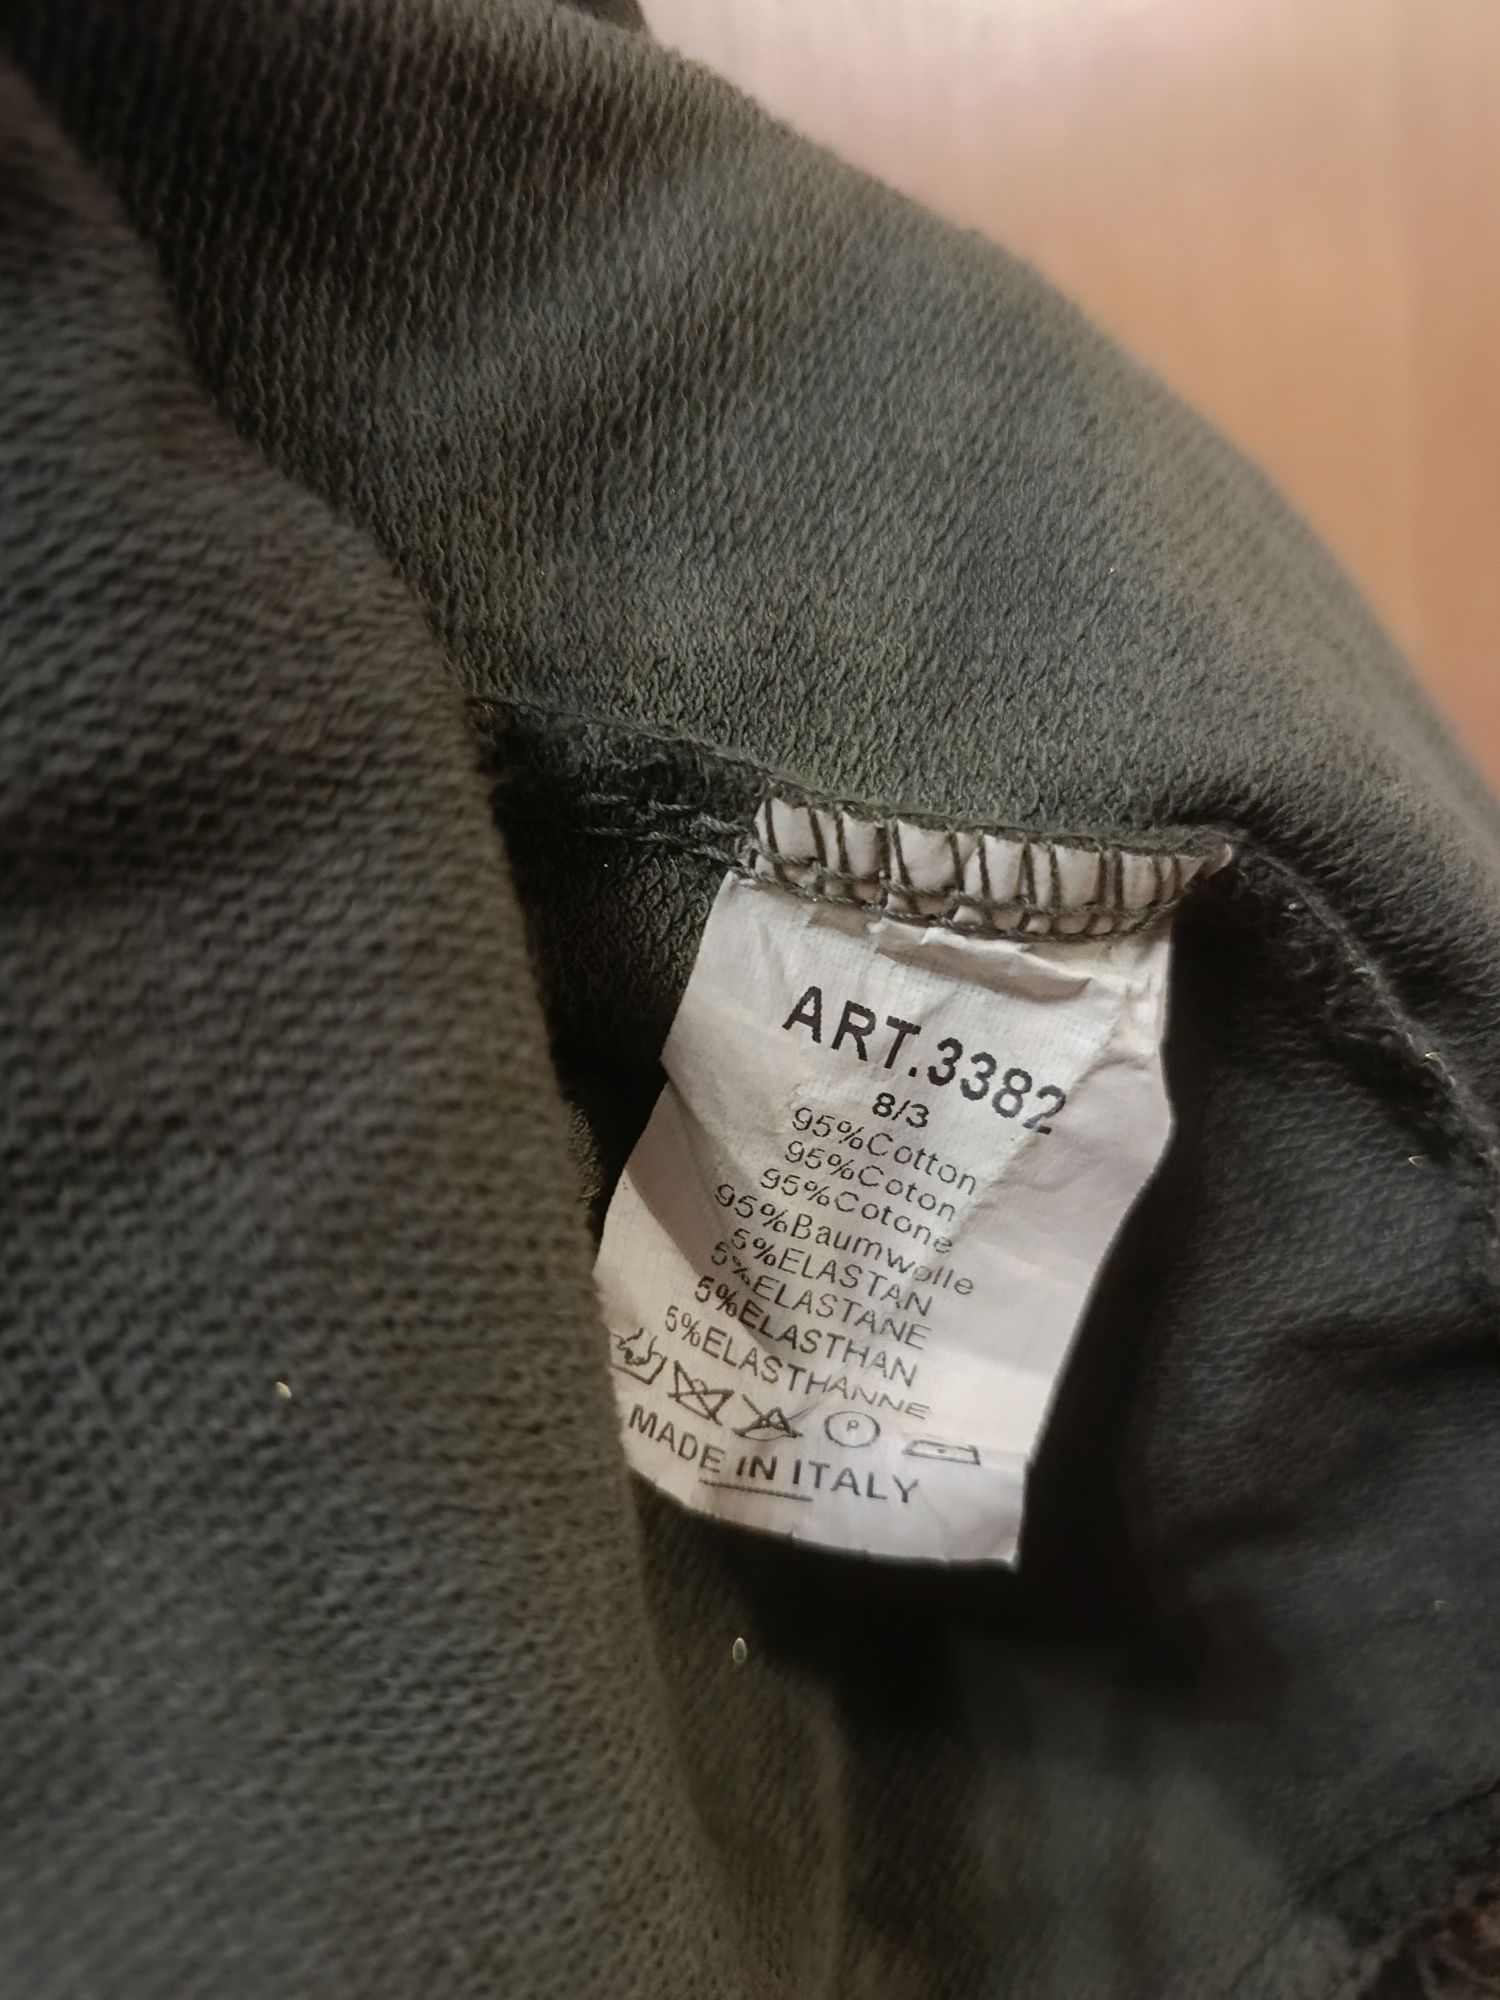 ART.3382
8/3
95%Cotton
95%Coton
95%Cotone
95%Baumwolle
5%ELASTAN
5%ELASTANE
5%ELASTHAN
5%ELASTHANNE
P
MADE IN ITALY